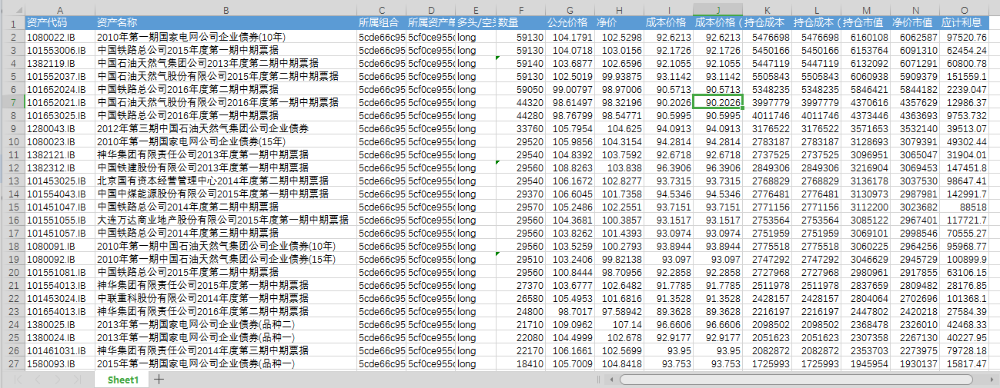 A B C D E F G H I J K L M N O
1 资产代码 资产名称 所属组合 所属资产单 多头/空头 数量 公允价格 净价 成本价格 成本价格 ( 持仓成本 持仓成本 ( 持仓市值 净价市值 应计利息
2 1080022.IB 2010年第一期国家电网公司企业债券(10年) 5cde66c95 5cf0ce955c long 59130 104.1791 102.5298 92.6213 92.6213 5476698 5476698 6160108 6062587 97520.76
3 101553006.IB 中国铁路总公司2015年度第一期中期票据 5cde66c95 5cf0ce955c long 59130 104.0718 103.0156 92.1726 92.1726 5450166 5450166 6153764 6091310 62454.24
4 1382119.IB 中国石油天然气集团公司2013年度第二期中期票据 5cde66c95 5cf0ce955c long 59140 103.6877 102.6596 92.1055 92.1055 5447119 5447119 6132092 6071291 60800.78
5 101552037.IB 中国石油天然气股份有限公司2015年度第二期中期票据 5cde66c95 5cf0ce955c long 59130 102.5019 99.93875 93.1142 93.1142 5505843 5505843 6060938 5909379 151559.1
6 101652024.IB 中国铁路总公司2016年度第二期中期票据 5cde66c95 5cf0ce955c long 59050 99.00797 98.97006 90.5713 90.5713 5348235 5348235 5846421 5844182 2239.047
7 101652021.IB 中国石油天然气股份有限公司2016年度第一期中期票据 5cde66c95 5cf0ce955c long 44320 98.61497 98.32196 90.2026 90.2026 3997779 3997779 4370616 4357629 12986.37
8 101653025.IB 中国铁路总公司2016年度第一期中期票据 5cde66c95 5cf0ce955c long 44280 98.76799 98.54771 90.5995 90.5995 4011746 4011746 4373446 4363693 9753.732
9 1280043.IB 2012年第三期中国石油天然气集团公司企业债券 5cde66c95 5cf0ce955c long 33760 105.7954 104.625 94.0913 94.0913 3176522 3176522 3571653 3532140 39513.07
10 1080023.IB 2010年第一期国家电网公司企业债券(15年) 5cde66c95 5cf0ce955c long 29520 105.9856 104.3154 94.2814 94.2814 2783187 2783187 3128693 3079391 49302.44
11 1382121.IB 神华集团有限责任公司2013年度第一期中期票据 5cde66c95 5cf0ce955c long 29540 104.8392 103.7592 92.6718 92.6718 2737525 2737525 3096951 3065047 31904.01
12 1382312.IB 中国铁建股份有限公司2013年度第一期中期票据 5cde66c95 5cf0ce955c long 29560 108.8263 103.838 96.3906 96.3906 2849306 2849306 3216904 3069453 147451.8
13 101453025.IB 北京国有资本经营管理中心2014年度第二期中期票据 5cde66c95 5cf0ce955c long 29540 106.1672 102.8277 93.7315 93.7315 2768829 2768829 3136178 3037530 98647.41
14 101554043.IB 中国中煤能源股份有限公司2015年度第一期中期票据 5cde66c95 5cf0ce955c long 29370 106.6045 101.7358 94.5346 94.5346 2776481 2776481 3130973 2987981 142991.7
15 101451047.IB 中国铁路总公司2014年度第二期中期票据 5cde66c95 5cf0ce955c long 29570 105.2486 102.2551 93.7151 93.7151 2771156 2771156 3112200 3023682 88518
16 101551055.IB 大连万达商业地产股份有限公司2015年度第一期中期票据 5cde66c95 5cf0ce955c long 29560 104.3681 100.3857 93.1517 93.1517 2753564 2753564 3085122 2967401 117721.7
17 101451057.IB 中国铁路总公司2014年度第三期中期票据 5cde66c95 5cf0ce955c long 29560 103.8262 101.4393 93.0974 93.0974 2751959 2751959 3069101 2998546 70555.27
18 1080091.IB 2010年第一期中国石油天然气集团公司企业债券(10年) 5cde66c95 5cf0ce955c long 29560 103.5259 100.2793 93.8944 93.8944 2775518 2775518 3060225 2964256 95968.77
19 1080092.IB 2010年第一期中国石油天然气集团公司企业债券(15年) 5cde66c95 5cf0ce955c long 29510 103.2406 99.82138 93.097 93.097 2747292 2747292 3046629 2945729 100899.9
20 101551081.IB 中国铁路总公司2015年度第二期中期票据 5cde66c95 5cf0ce955c long 29560 100.8444 98.70956 92.2858 92.2858 2727968 2727968 2980961 2917855 63106.15
21 101554013.IB 神华集团有限责任公司2015年度第一期中期票据 5cde66c95 5cf0ce955c long 27370 103.6777 102.6482 91.7785 91.7785 2511978 2511978 2837659 2809482 28176.85
22 101453024.IB 中联重科股份有限公司2014年度第一期中期票据 5cde66c95 5cf0ce955c long 26580 105.4953 101.6816 91.3528 91.3528 2428157 2428157 2804064 2702696 101368.1
23 101654013.IB 神华集团有限责任公司2016年度第二期中期票据 5cde66c95 5cf0ce955c long 24800 98.7017 97.58942 89.3628 89.3628 2216197 2216197 2447802 2420218 27584.39
24 1380025.IB 2013年第一期国家电网公司企业债券(品种二) 5cde66c95 5cf0ce955c long 21710 109.0962 107.14 96.6606 96.6606 2098502 2098502 2368478 2326010 42468.33
25 1380024.IB 2013年第一期国家电网公司企业债券(品种一) 5cde66c95 5cf0ce955c long 22080 104.4999 102.678 92.9177 92.9177 2051623 2051623 2307358 2267130 40227.95
26 101461031.IB 神华集团有限责任公司2014年度第三期中期票据 5cde66c95 5cf0ce955c long 22170 106.1661 102.5699 93.95 93.95 2082872 2082872 2353703 2273975 79728.18
27 1580093.IB 2015年第一期国家电网公司企业债券(品种一) 5cde66c95 5cf0ce955c long 18410 105.7009 104.8418 93.753 93.753 1725993 1725993 1945954 1930137 15817.47
Sheet1